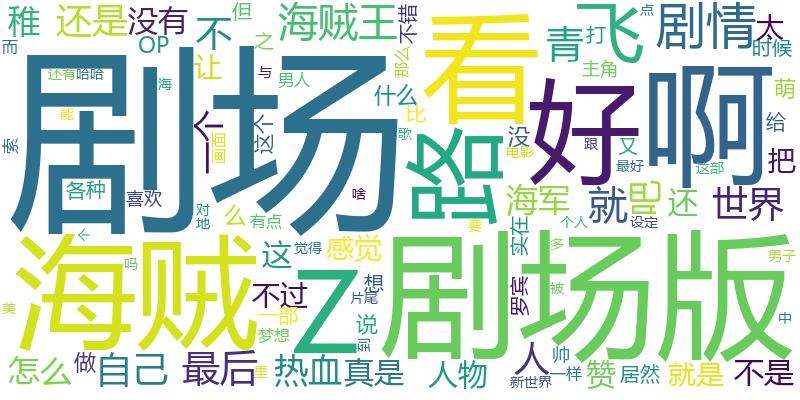 稚
还是
没有
不
但
之
海贼王
不错
看
飞
青
打
点
剧情
太
时候
而
OP
让
那么
主角
萌
还有
哈哈
海
与
男人
什么
比
剧场
好
啊
给
索
能
一个
画面
这个
歌
路
没
电影
又
跟
最好
把
这部
各种
喜欢
对
地
么
有点
啥
海军
就
吧
还
世界
个
吗
这
觉得
感觉
要
实在
个人
设定
海贼
Z
剧场版
多
被
男子
美
不过
想
片尾
罗宾
中
一部
梦想
说
到
怎么
做
自己
最后
里
热血
真是
人物
人
帅
新世界
一样
赞
居然
就是
不是